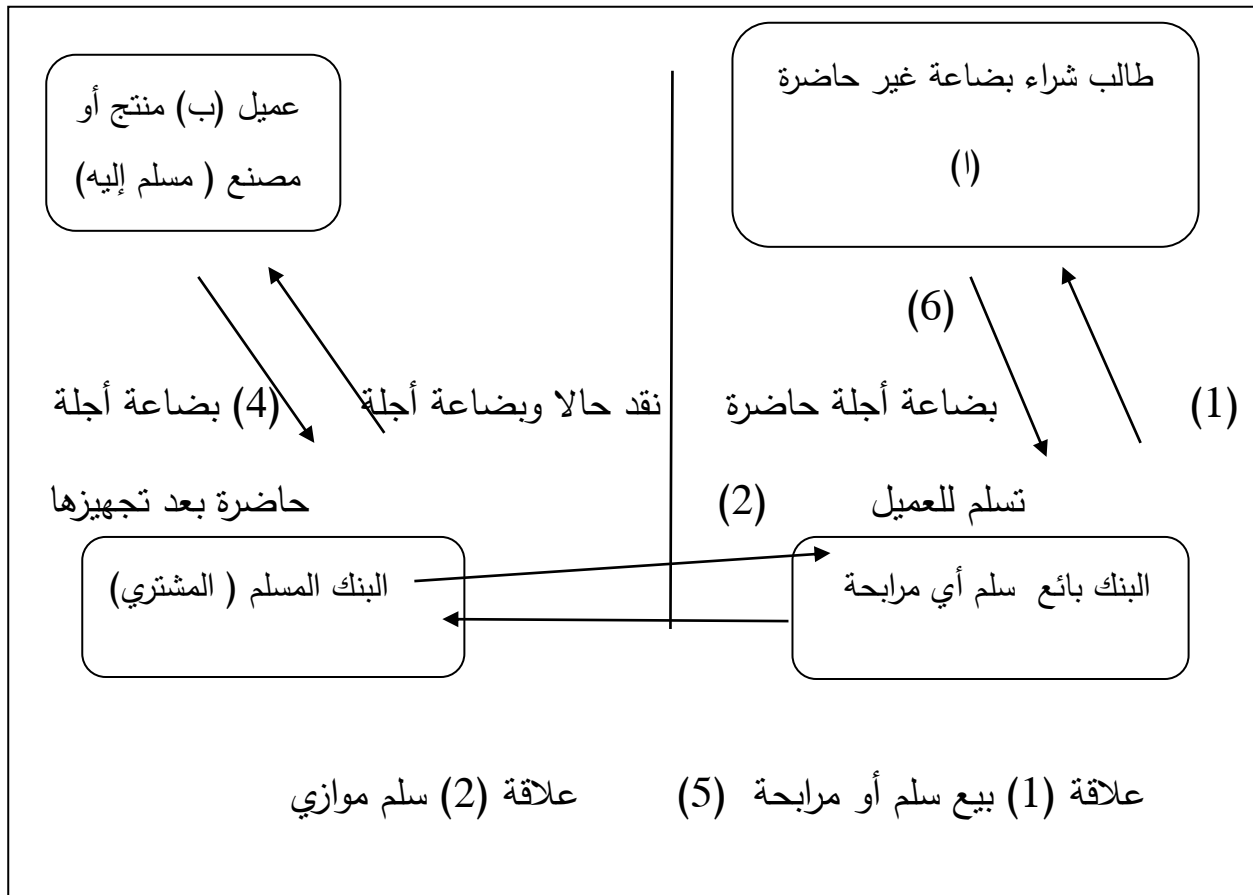 طالب شراء بضاعة غير حاضرة
(ا)
عميل (ب) منتج أو
مصنع ( مسلم إليه)
(6)
(1) بضاعة أجلة حاضرة نقد حالا وبضاعة أجلة (4) بضاعة أجلة
تسلم للعميل (2) حاضرة بعد تجهيزها
البنك بائع سلم أي مرابحة
البنك المسلم ( المشتري)
علاقة (1) بيع سلم أو مرابحة (5) علاقة (2) سلم موازي